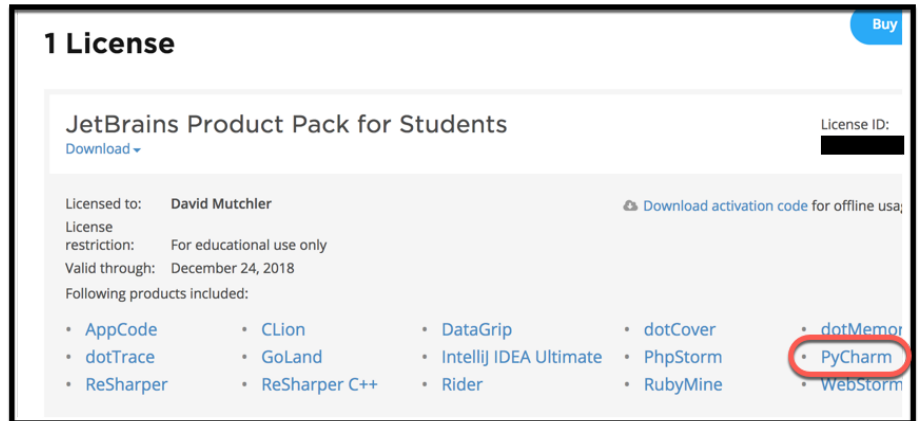 1 License
Buy
JetBrains Product Pack for Students
Download
License ID:
Licensed to: David Mutchler
Download activation code for offline usa
License
restriction: For educational use only
Valid through: December 24, 2018
Following products included:
• AppCode • CLion • DataGrip • dotCover • dotMemor
• dotTrace • GoLand • IntelliJ IDEA Ultimate • PhpStorm • PyCharm
• ReSharper • ReSharper C++ • Rider • RubyMine • WebStorm